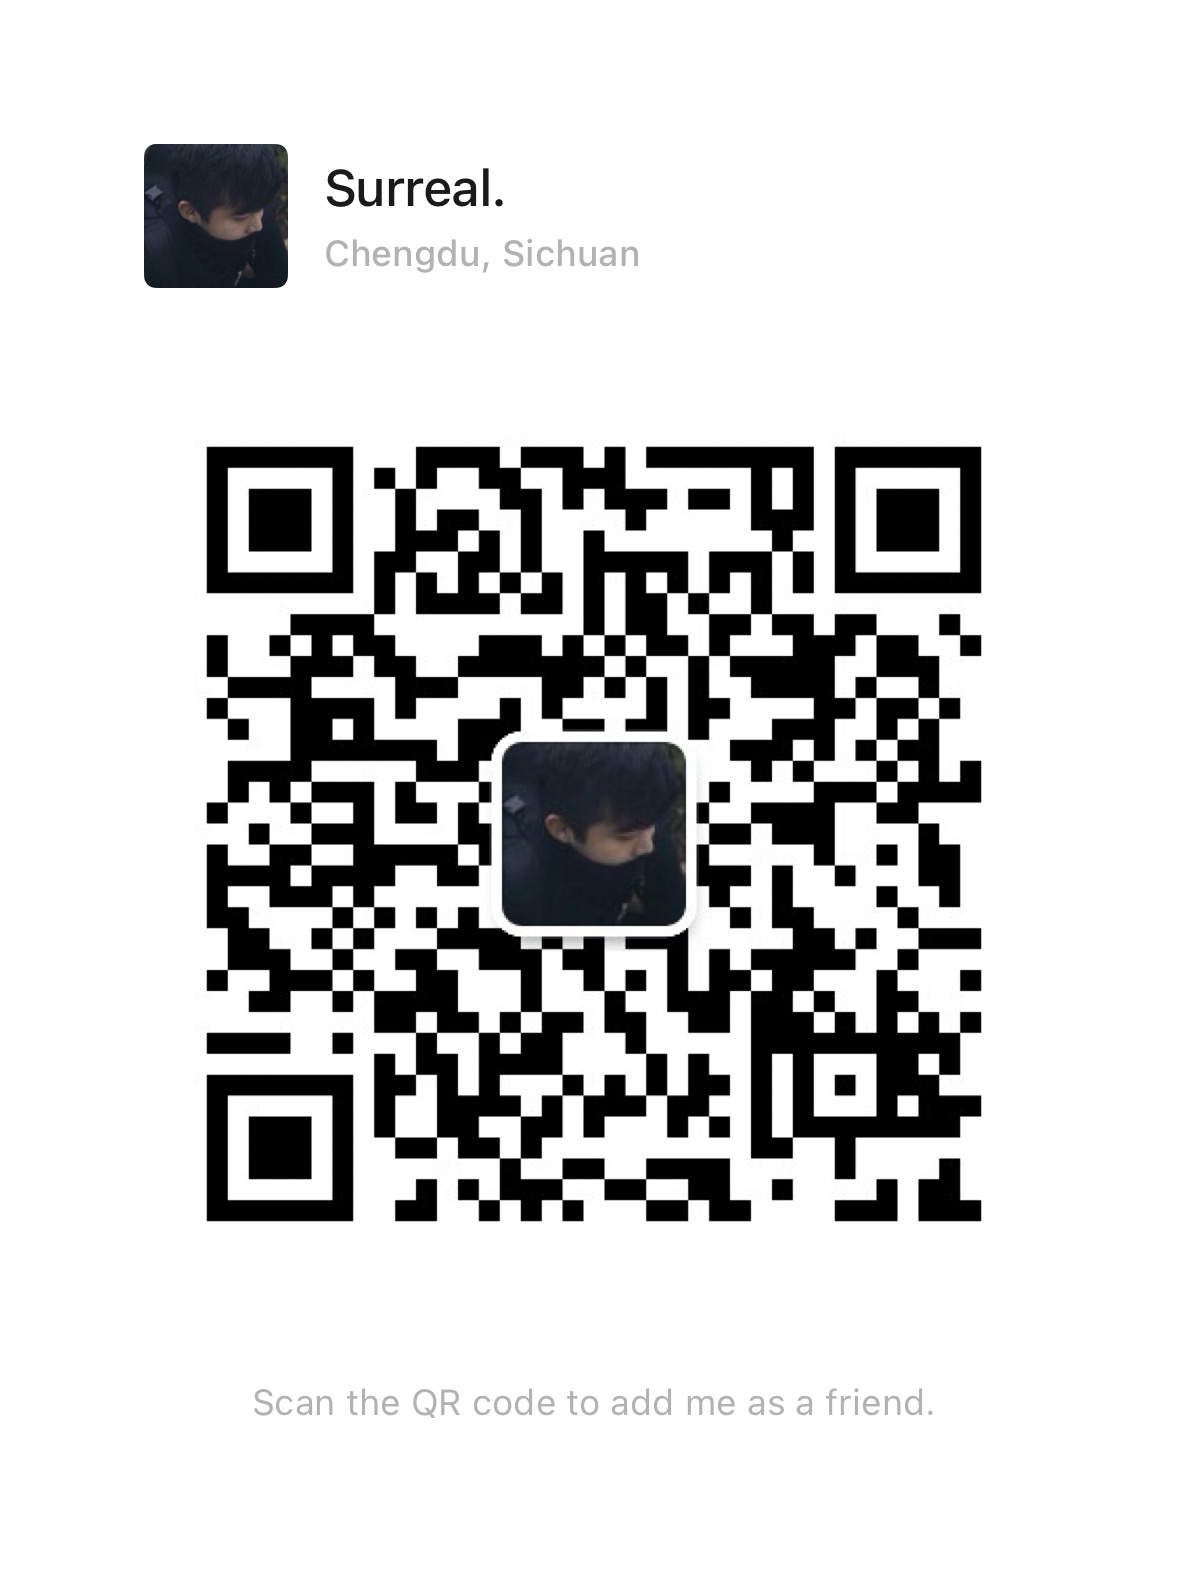 Surreal.
Chengdu, Sichuan
Scan the QR code to add me as a friend.